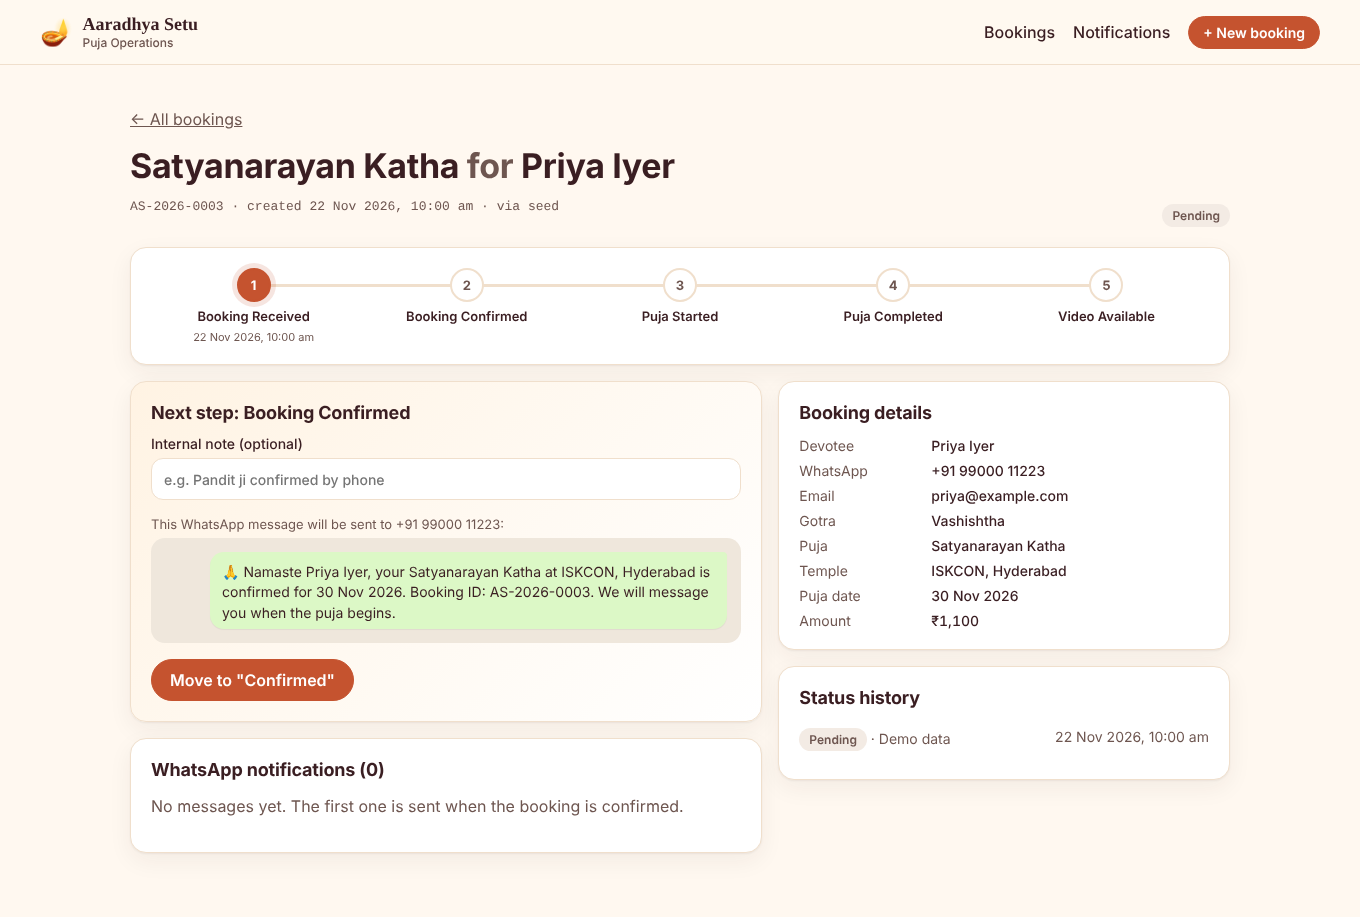 Aaradhya Setu
Puja Operations
Bookings
Notifications
+ New booking
← All bookings
Satyanarayan Katha for Priya Iyer
AS-2026-0003 · created 22 Nov 2026, 10:00 am · via seed
Pending
1
2
3
4
5
Booking Received
Booking Confirmed
Puja Started
Puja Completed
Video Available
22 Nov 2026, 10:00 am
Next step: Booking Confirmed
Internal note (optional)
e.g. Pandit ji confirmed by phone
This WhatsApp message will be sent to +91 99000 11223:
🙏 Namaste Priya Iyer, your Satyanarayan Katha at ISKCON, Hyderabad is
confirmed for 30 Nov 2026. Booking ID: AS-2026-0003. We will message
you when the puja begins.
Move to "Confirmed"
WhatsApp notifications (0)
No messages yet. The first one is sent when the booking is confirmed.
Booking details
Devotee Priya Iyer
WhatsApp +91 99000 11223
Email priya@example.com
Gotra Vashishtha
Puja Satyanarayan Katha
Temple ISKCON, Hyderabad
Puja date 30 Nov 2026
Amount ₹1,100
Status history
Pending · Demo data 22 Nov 2026, 10:00 am